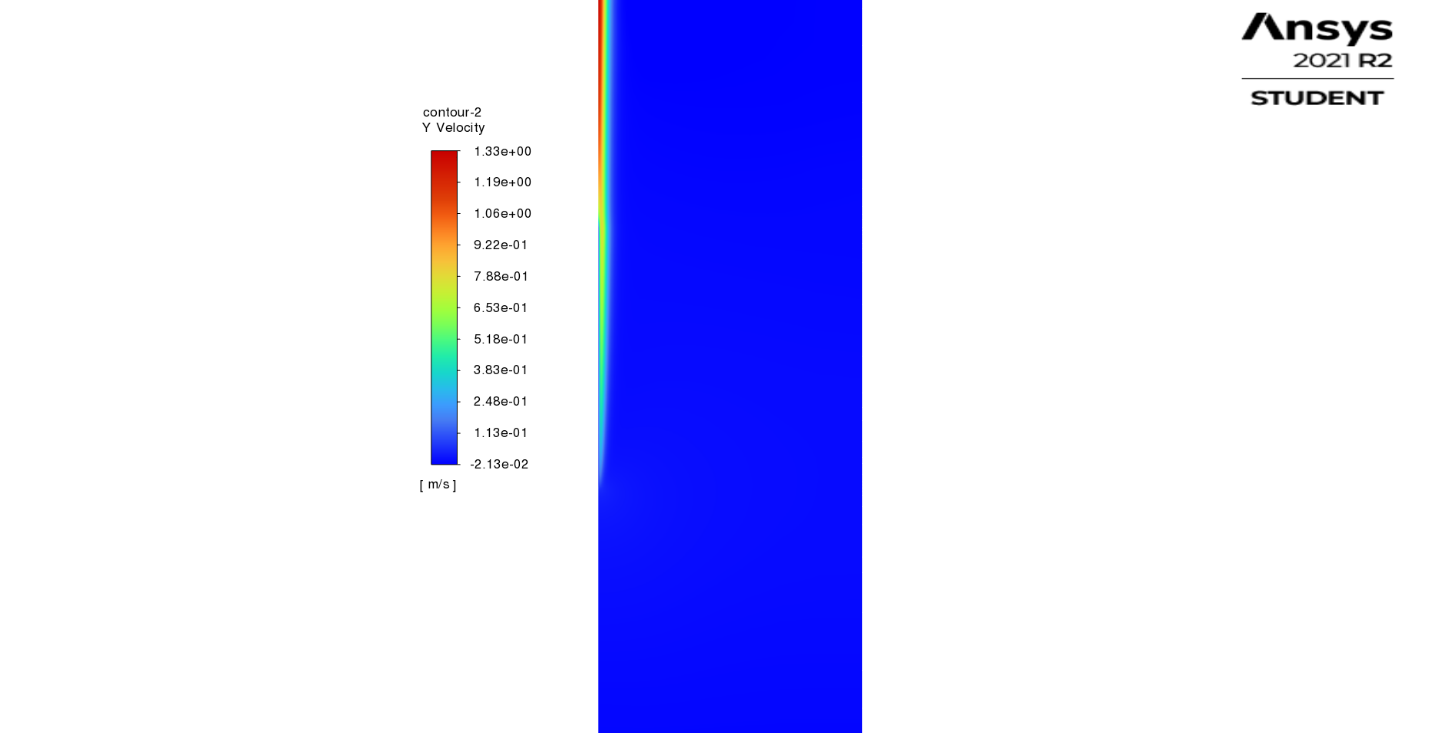 Ansys
2021 R2
STUDENT
contour-2
Y Velocity
1.33e+00
1.19e+00
1.06e+00
9.22e-01
7.88e-01
6.53e-01
5.18e-01
3.83e-01
2.48e-01
1.13e-01
-2.13e-02
[ m/s ]